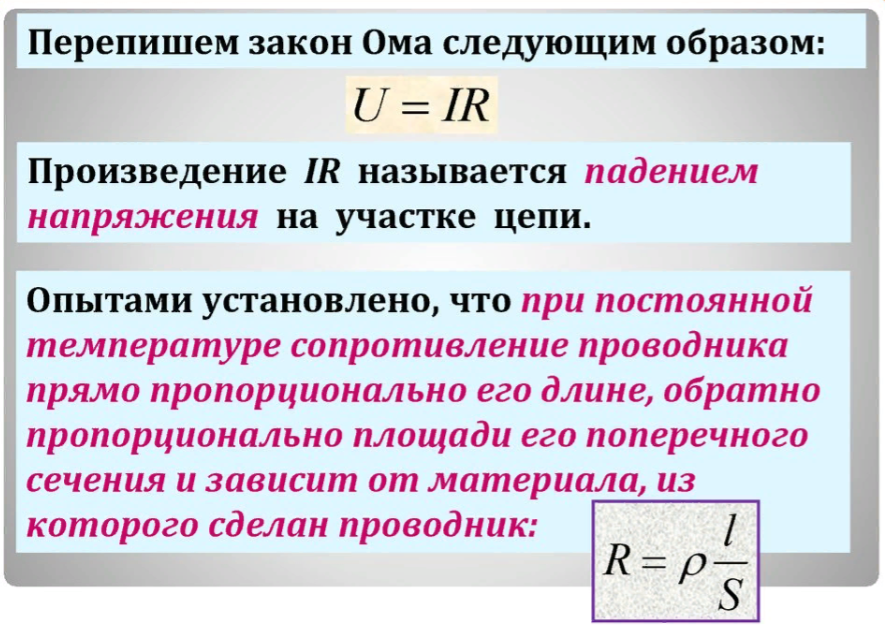 Перепишем закон Ома следующим образом:
U = IR
Произведение IR называется падением
напряжения на участке цепи.
Опытами установлено, что при постоянной
температуре сопротивление проводника
прямо пропорционально его длине, обратно
пропорционально площади его поперечного
сечения и зависит от материала, из
которого сделан проводник:
R = ρ l/S